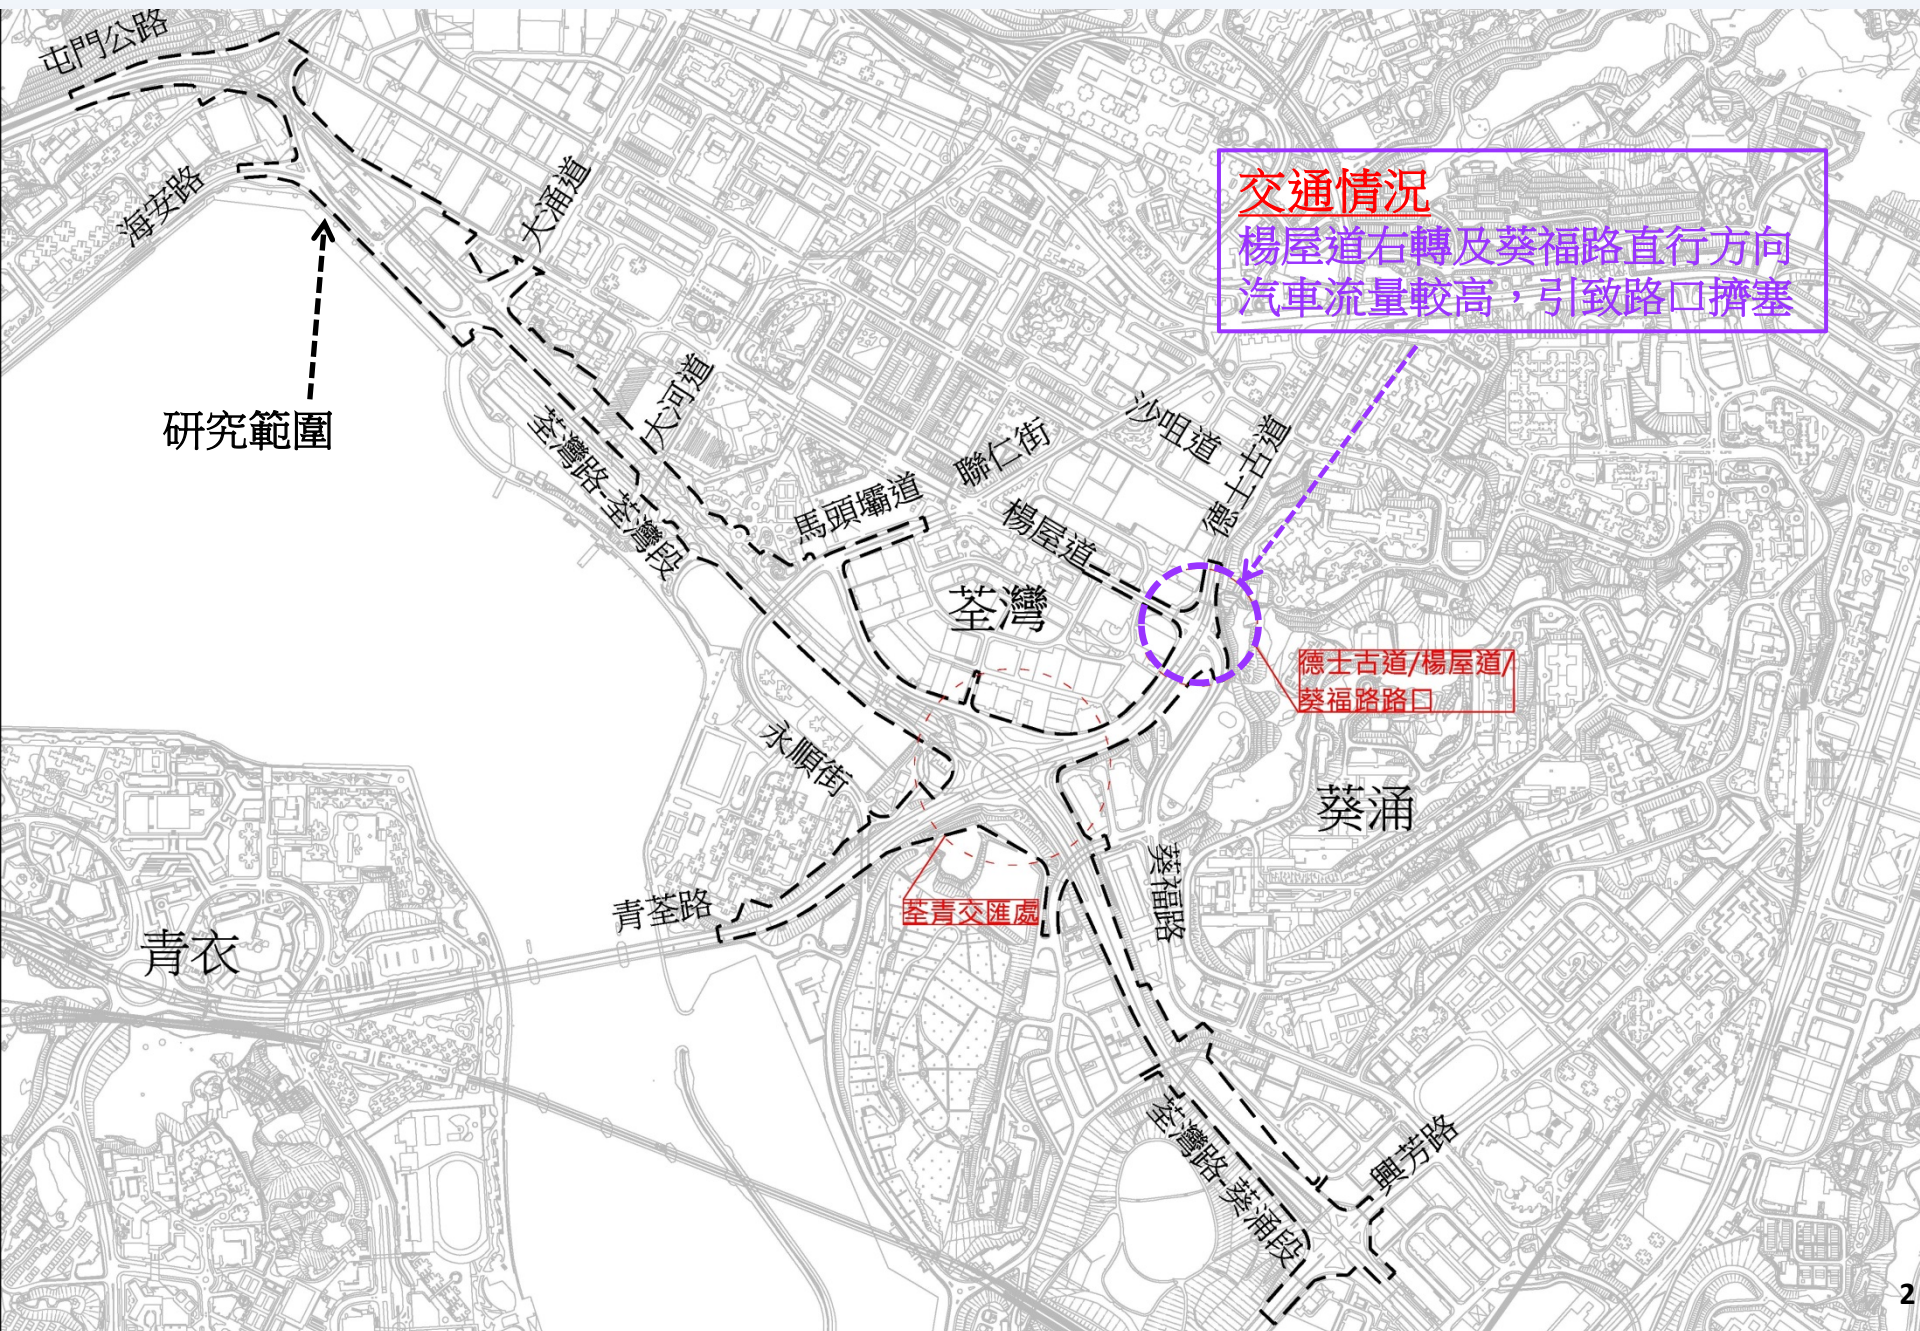 屯門公路
海安路
大涌道
交通情況
楊屋道右轉及葵福路直行方向
汽車流量較高，引致路口擠塞
研究範圍
大河道
荃灣路-荃灣段
馬頭壩道
聯仁街
沙咀道
德士古道
楊屋道
荃灣
德士古道/楊屋道/
葵福路路口
永順街
葵涌
葵福路
青荃路
荃青交匯處
青衣
荃灣路-葵涌段
興芳路
2